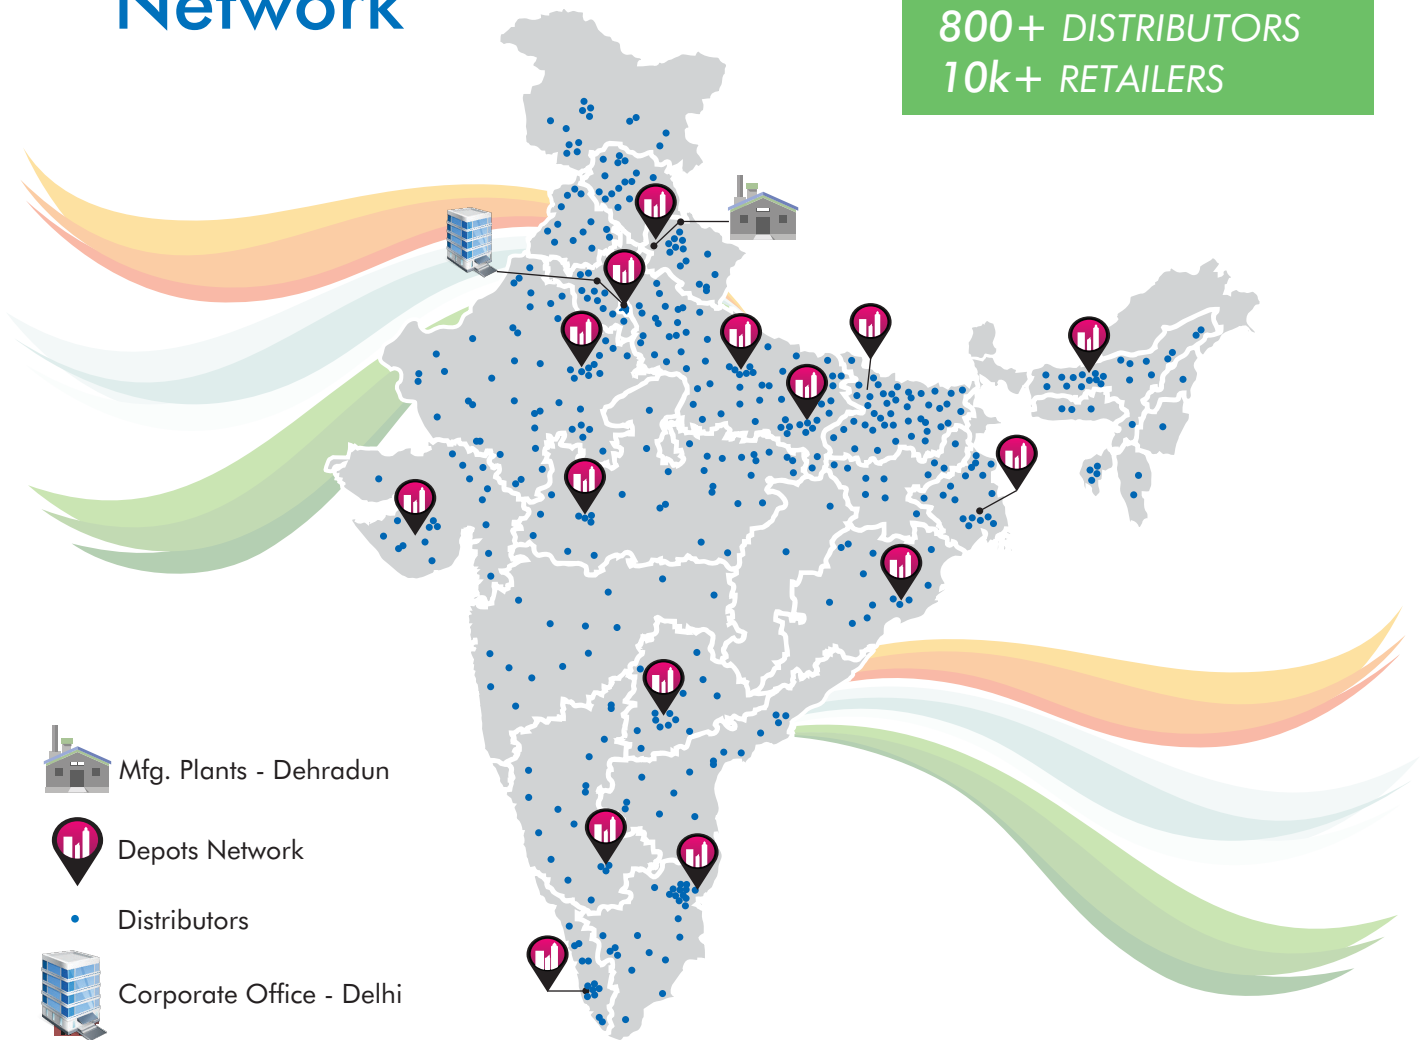 Network
800+ DISTRIBUTORS
10k+ RETAILERS
Mfg. Plants - Dehradun
Depots Network
Distributors
Corporate Office - Delhi